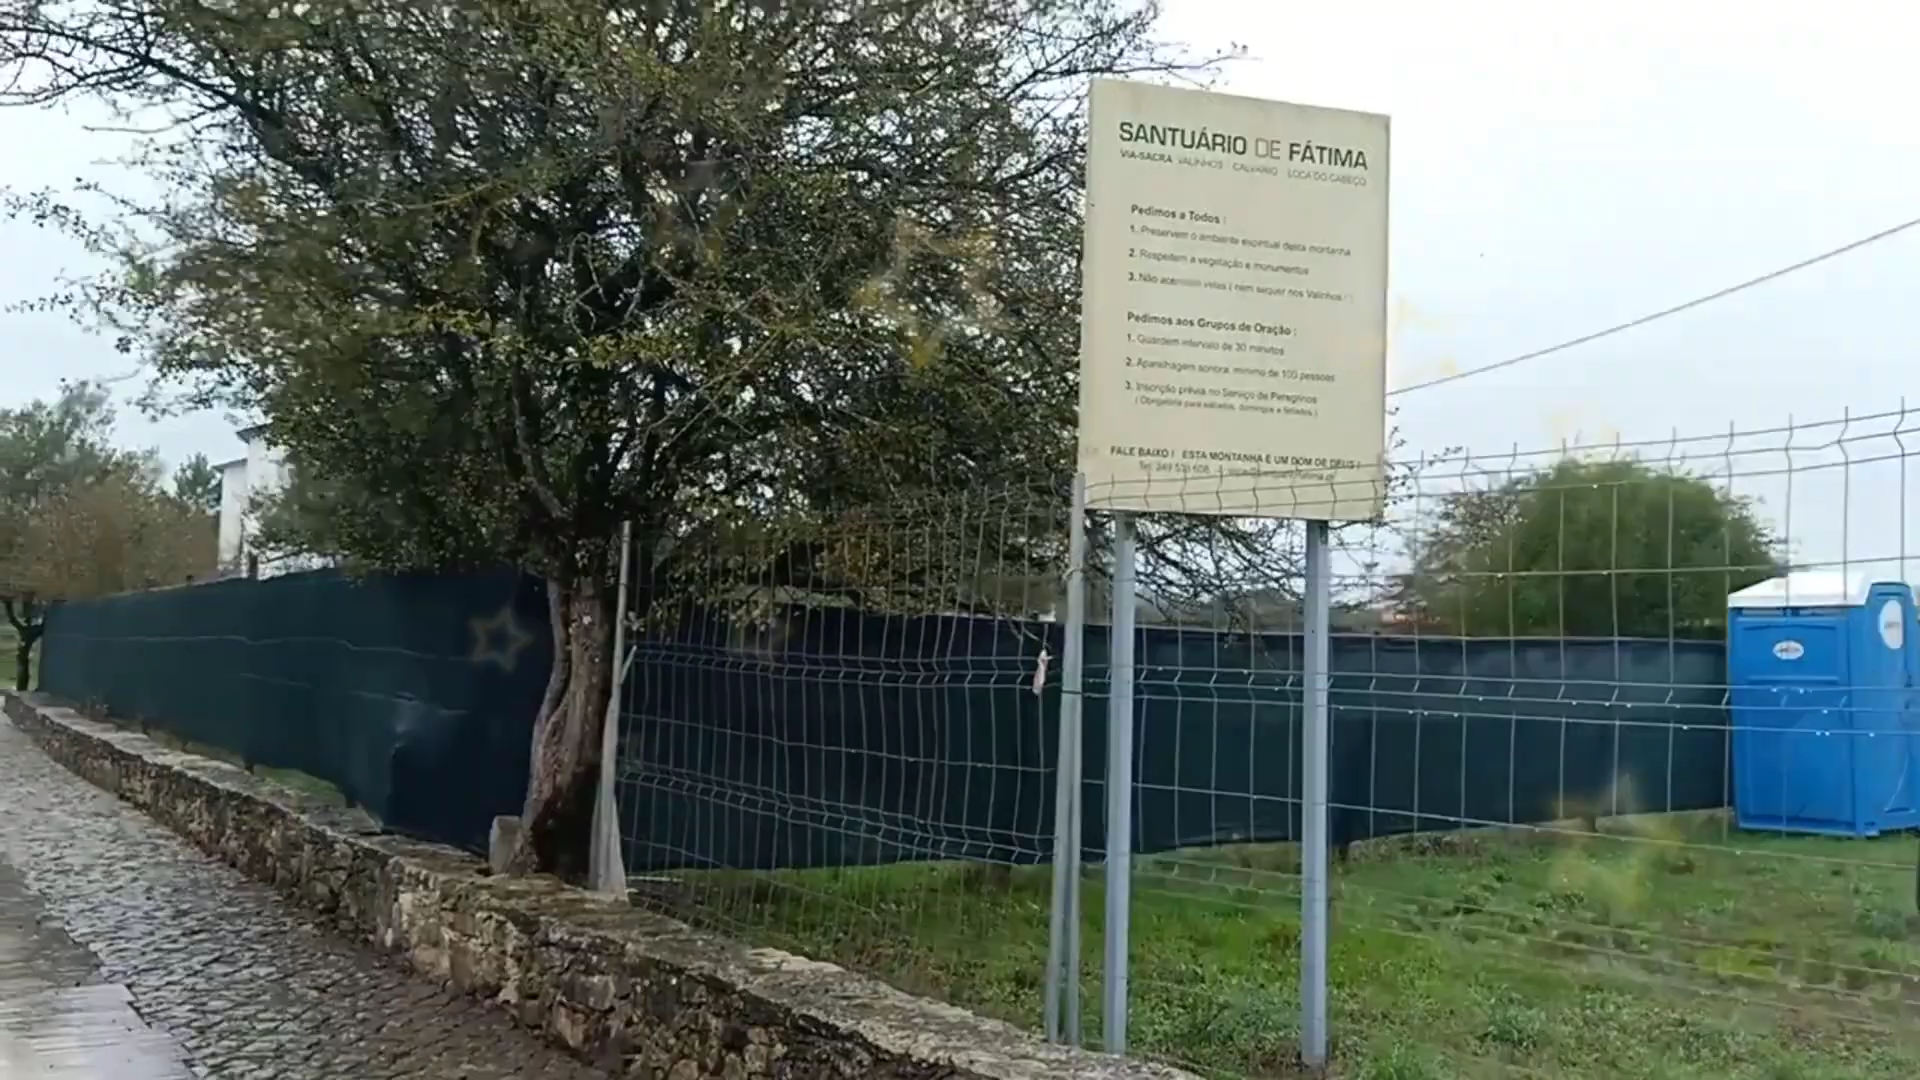 SANTUÁRIO DE FÁTIMA
VIA-SACRA VALINHOS CALVÁRIO LOCA DO CABEÇO
Pedimos a Todos :
1. Preservem o ambiente espiritual desta montanha
2. Respeitem a vegetação e monumentos
3. Não acendam velas ( nem sequer nos Valinhos ! )
Pedimos aos Grupos de Oração :
1. Guardem intervalo de 30 minutos
2. Aparelhagem sonora: mínimo de 100 pessoas
3. Inscrição prévia no Serviço de Peregrinos
( Obrigatória para sábados, domingos e feriados )
FALE BAIXO ! ESTA MONTANHA É UM DOM DE DEUS !
Tel. 249